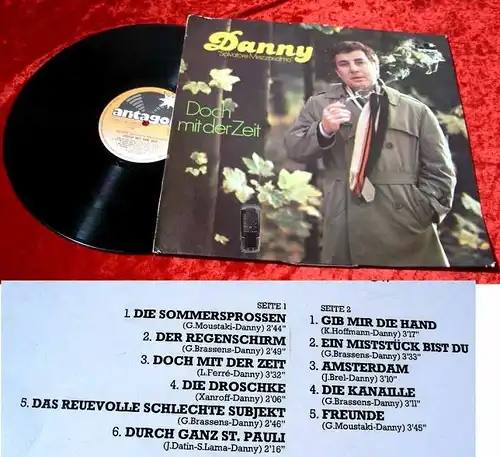 Danny
"Salvatore Mezzoanima"
Doch
mit der Zeit
antago
SEITE 1
1. DIE SOMMERSPROSSEN
(G.Moustaki-Danny) 2'44"
2. DER REGENSCHIRM
(G.Brassens-Danny) 2'49"
3. DOCH MIT DER ZEIT
(L.Ferré-Danny) 3'32"
4. DIE DROSCHKE
(Xanroff-Danny) 2'06"
5. DAS REUEVOLLE SCHLECHTE SUBJEKT
(G.Brassens-Danny) 2'46"
6. DURCH GANZ ST. PAULI
(J.Datin-S.Lama-Danny) 2'16"
SEITE 2
1. GIB MIR DIE HAND
(K.Hoffmann-Danny) 3'17"
2. EIN MISTSTÜCK BIST DU
(G.Brassens-Danny) 3'33"
3. AMSTERDAM
(J.Brel-Danny) 3'10"
4. DIE KANAILLE
(G.Brassens-Danny) 3'11"
5. FREUNDE
(G.Moustaki-Danny) 3'45"